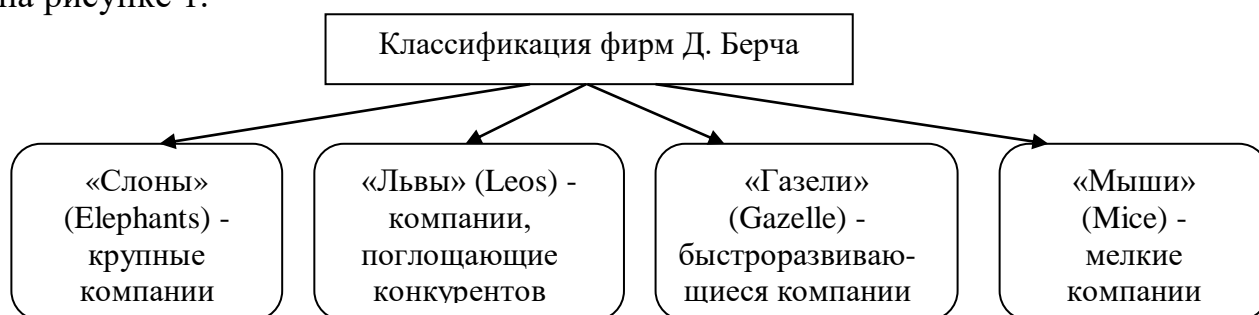 на рисунке 1.
Классификация фирм Д. Берча
«Слоны»
(Elephants) -
крупные
компании
«Львы» (Leos) -
компании,
поглощающие
конкурентов
«Газели»
(Gazelle) -
быстроразвиваю-
щиеся компании
«Мыши»
(Mice) -
мелкие
компании